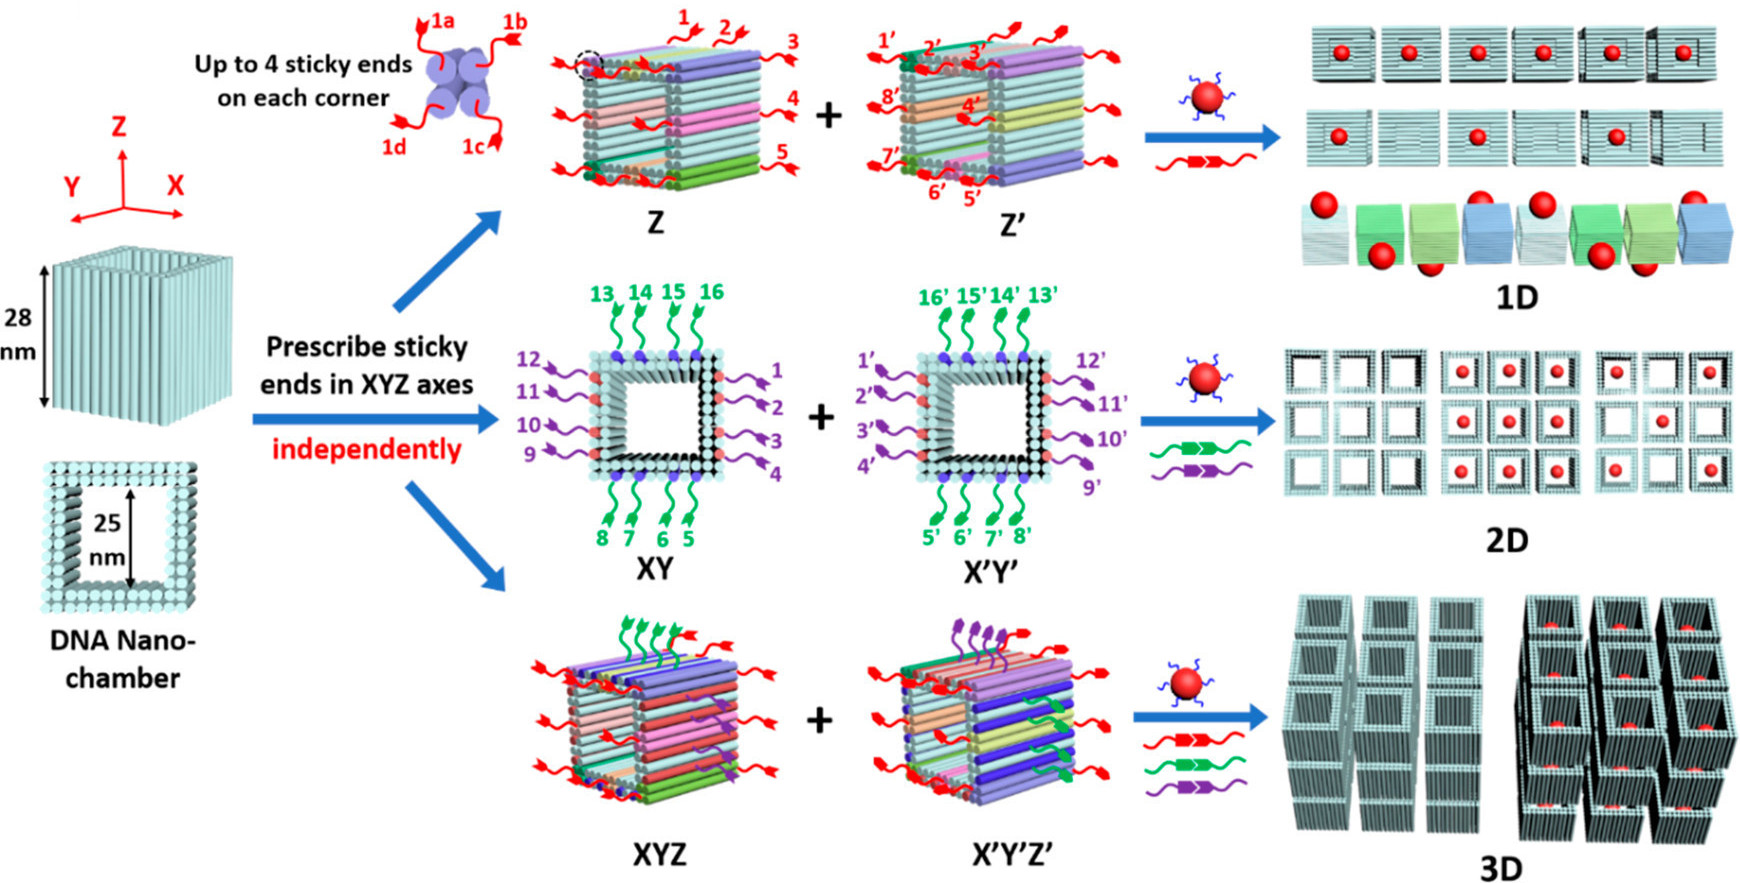 Up to 4 sticky ends
on each corner
1a
1b
1c
1d
1
2
3
4
5
Z
+
1’
2’
3’
4’
5’
6’
7’
8’
Z’
1D
Z
Y
X
28
nm
25
nm
DNA Nano-
chamber
Prescribe sticky
ends in XYZ axes
independently
13
14
15
16
12
11
10
9
1
2
3
4
8
7
6
5
XY
+
16’
15’
14’
13’
1’
2’
3’
4’
12’
11’
10’
9’
5’
6’
7’
8’
X’Y’
2D
XYZ
+
X’Y’Z’
3D